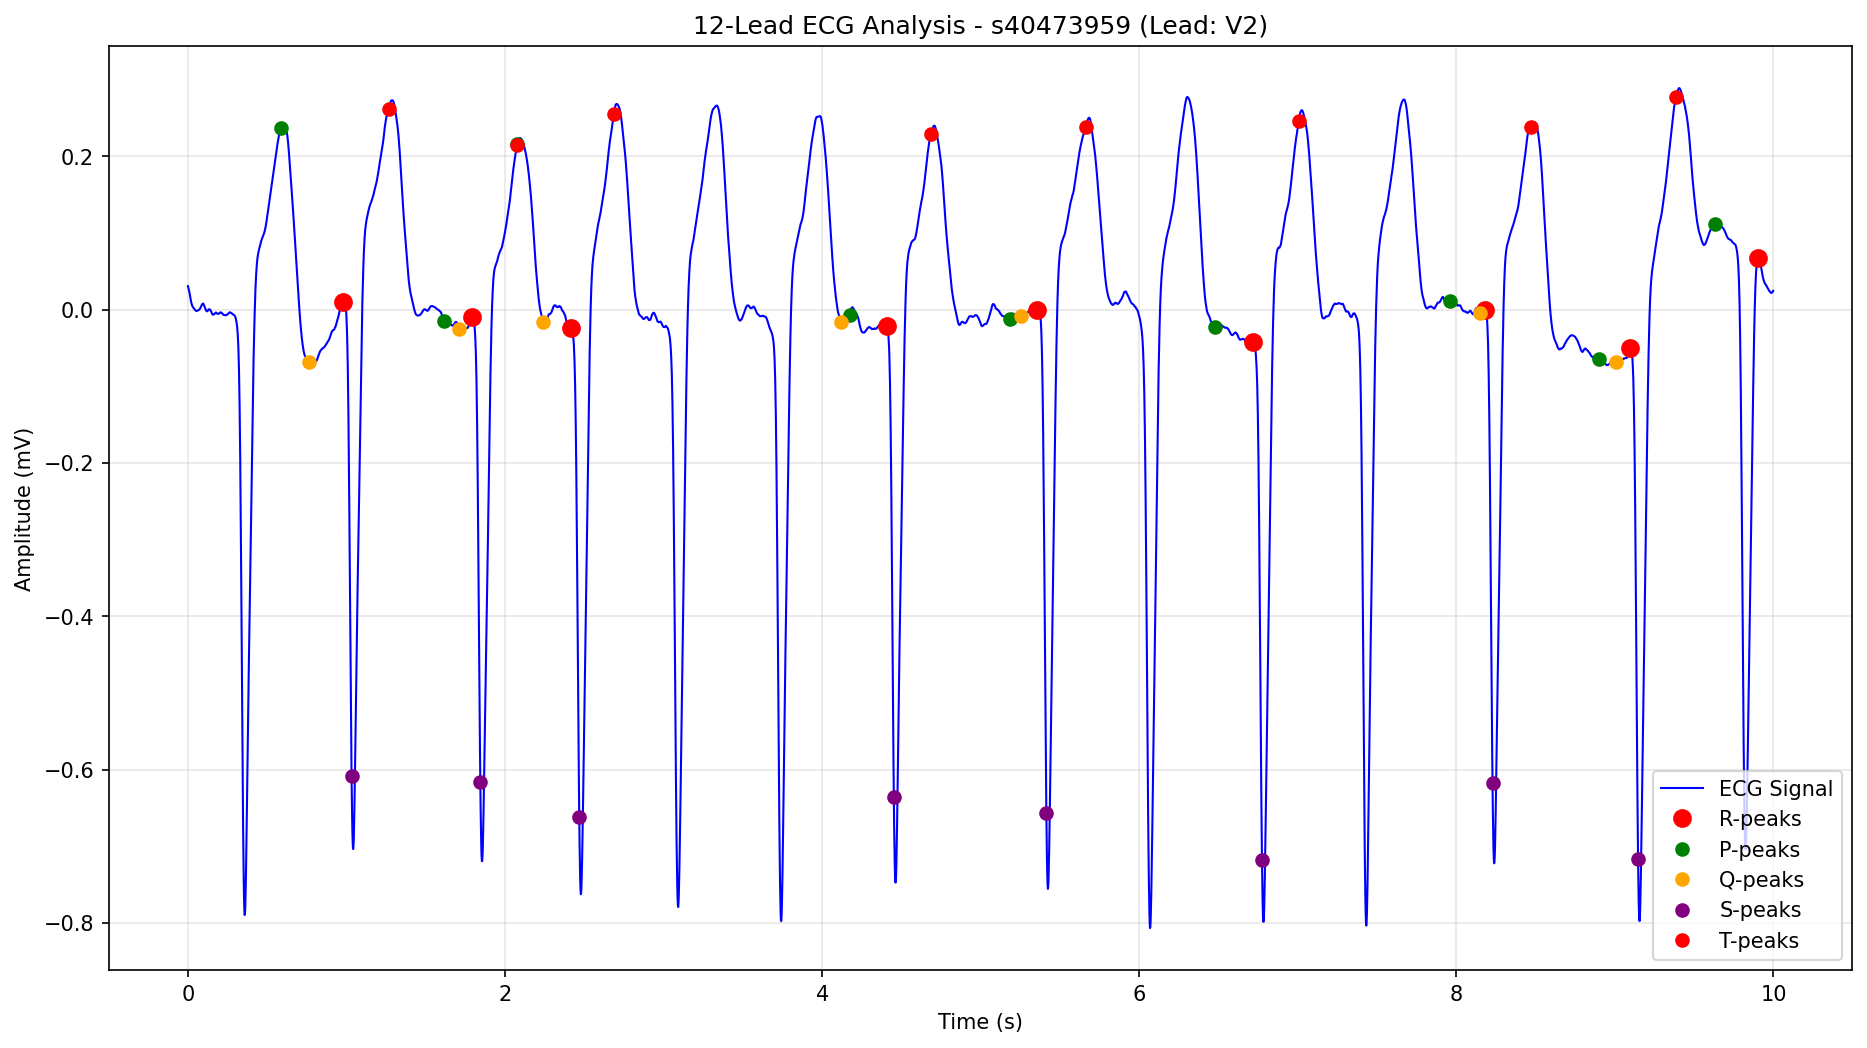 12-Lead ECG Analysis - s40473959 (Lead: V2)
Amplitude (mV)
0.2
0.0
−0.2
−0.4
−0.6
−0.8
ECG Signal
R-peaks
P-peaks
Q-peaks
S-peaks
T-peaks
0 2 4 6 8 10
Time (s)